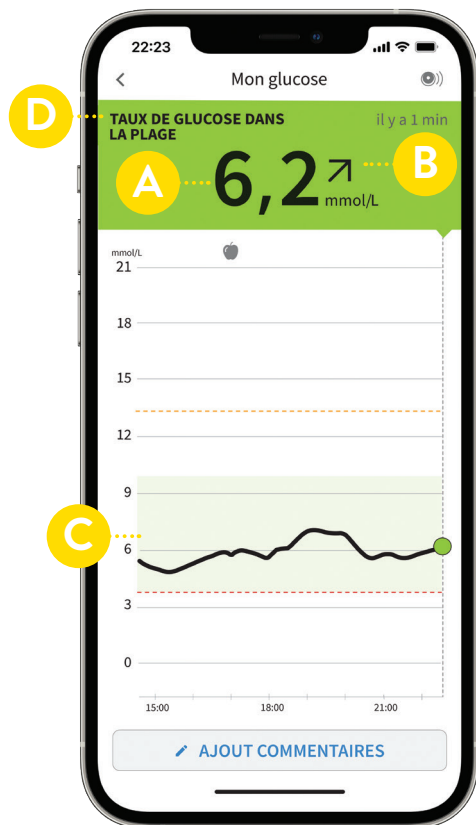 22:23
Mon glucose
D
TAUX DE GLUCOSE DANS
LA PLAGE
il y a 1 min
A
6,2
B
mmol/L
mmol/L
21
18
15
12
9
C
6
3
0
15:00 18:00 21:00
AJOUT COMMENTAIRES